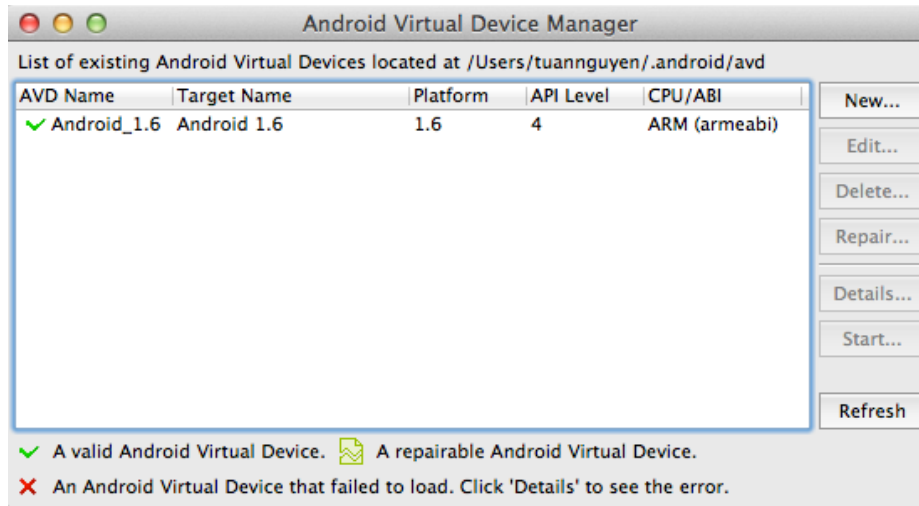 Android Virtual Device Manager
List of existing Android Virtual Devices located at /Users/tuannguyen/.android/avd
AVD Name Target Name Platform API Level CPU/ABI
Android_1.6 Android 1.6 1.6 4 ARM (armeabi)
New...
Edit...
Delete...
Repair...
Details...
Start...
Refresh
A valid Android Virtual Device. A repairable Android Virtual Device.
An Android Virtual Device that failed to load. Click 'Details' to see the error.